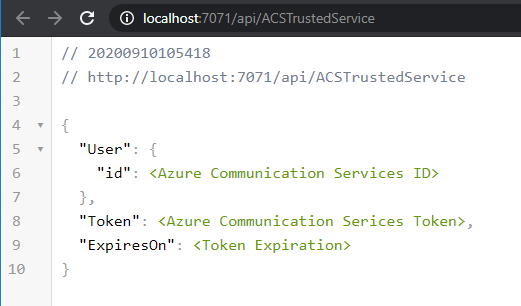 localhost:7071/api/ACSTrustedService
1 // 20200910105418
2 // http://localhost:7071/api/ACSTrustedService
3
4 {
5 "User": {
6 "id": <Azure Communication Services ID>
7 },
8 "Token": <Azure Communication Serices Token>,
9 "ExpiresOn": <Token Expiration>
10 }